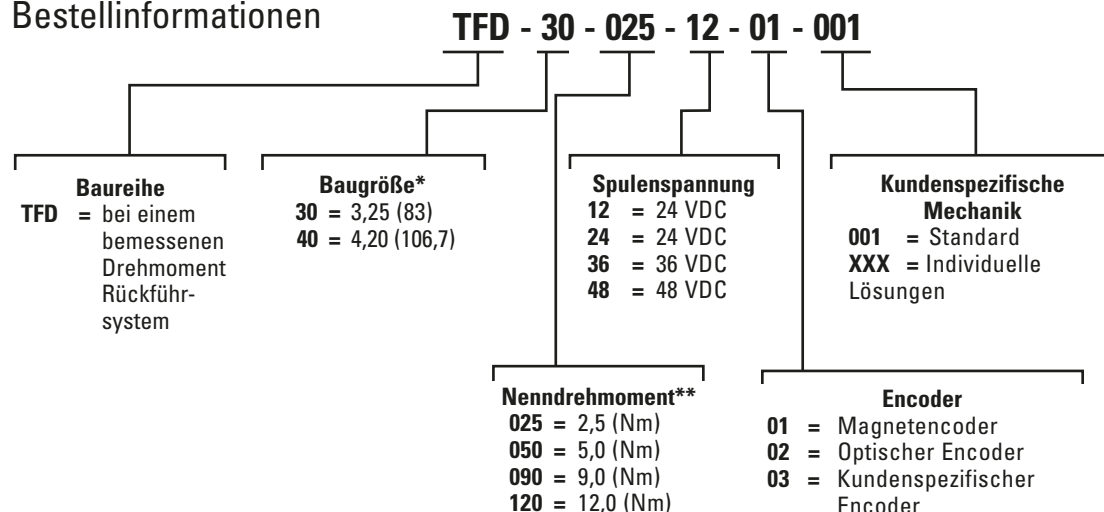 Bestellinformationen
TFD - 30 - 025 - 12 - 01 - 001
Baureihe
TFD = bei einem
bemessenen
Drehmoment
Rückführ-
system
Baugröße*
30 = 3,25 (83)
40 = 4,20 (106,7)
Spulenspannung
12 = 24 VDC
24 = 24 VDC
36 = 36 VDC
48 = 48 VDC
Kundenspezifische
Mechanik
001 = Standard
XXX = Individuelle
Lösungen
Nenndrehmoment**
025 = 2,5 (Nm)
050 = 5,0 (Nm)
090 = 9,0 (Nm)
120 = 12,0 (Nm)
Encoder
01 = Magnetencoder
02 = Optischer Encoder
03 = Kundenspezifischer
Encoder